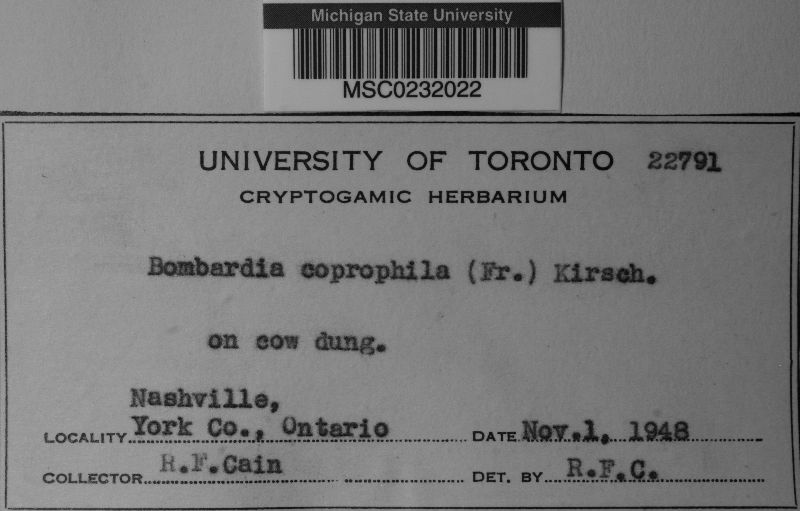 Michigan State University
MSC0232022
UNIVERSITY OF TORONTO 22791
CRYPTOGAMIC HERBARIUM
Bombardia coprophila (Fr.) Kirsch.
on cow dung.
Nashville,
LOCALITY York Co., Ontario DATE Nov.1, 1948
COLLECTOR R.F.Cain DET. BY R.F.C.